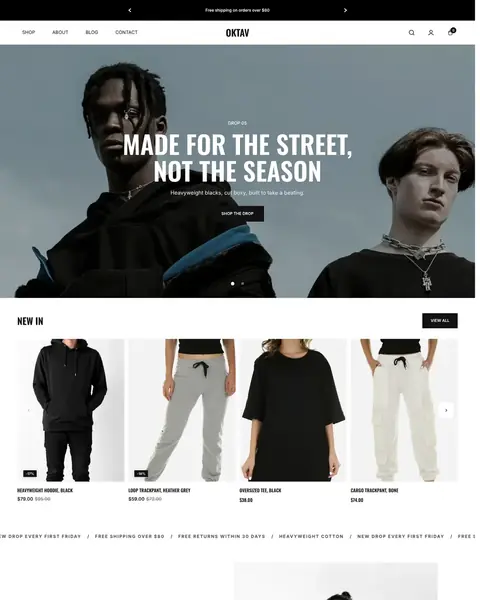 Free shipping on orders over $80
SHOP ABOUT BLOG CONTACT
OKTAV
0
DROP 05
MADE FOR THE STREET,
NOT THE SEASON
Heavyweight blacks, cut boxy, built to take a beating.
SHOP THE DROP
NEW IN
VIEW ALL
HEAVYWEIGHT HOODIE, BLACK
$79.00
LOOP TRACKPANT, HEATHER GREY
$59.00
OVERSIZED TEE, BLACK
$38.00
CARGO TRACKPANT, BONE
$74.00
EW DROP EVERY FIRST FRIDAY / FREE SHIPPING OVER $80 / FREE RETURNS WITHIN 30 DAYS / HEAVYWEIGHT COTTON / NEW DROP EVERY FIRST FRIDAY / FREE